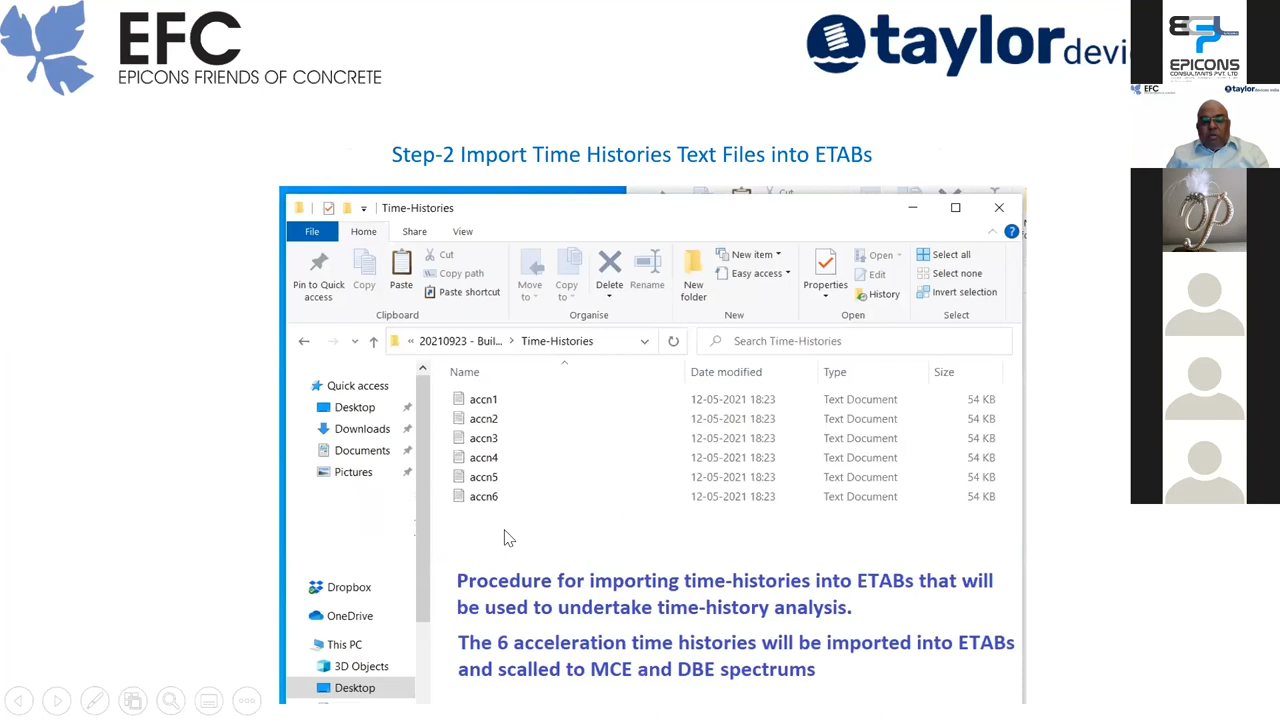 EFC
EPICONS FRIENDS OF CONCRETE
taylor devi
EPICONS
CONSULTANTS PVT. LTD
EFC
taylor devices india
Step-2 Import Time Histories Text Files into ETABs
Time-Histories
File
Home
Share
View
Pin to Quick
access
Copy
Paste
Cut
Copy path
Paste shortcut
Clipboard
Move
to
Copy
to
Delete
Rename
Organise
New
folder
New item
Easy access
New
Properties
Open
Edit
History
Open
Select all
Select none
Invert selection
Select
« 20210923 - Buil... > Time-Histories
Search Time-Histories
Name Date modified Type Size
Quick access
Desktop
Downloads
Documents
Pictures
Dropbox
OneDrive
This PC
3D Objects
Desktop
accn1 12-05-2021 18:23 Text Document 54 KB
accn2 12-05-2021 18:23 Text Document 54 KB
accn3 12-05-2021 18:23 Text Document 54 KB
accn4 12-05-2021 18:23 Text Document 54 KB
accn5 12-05-2021 18:23 Text Document 54 KB
accn6 12-05-2021 18:23 Text Document 54 KB
Procedure for importing time-histories into ETABs that will
be used to undertake time-history analysis.
The 6 acceleration time histories will be imported into ETABs
and scalled to MCE and DBE spectrums